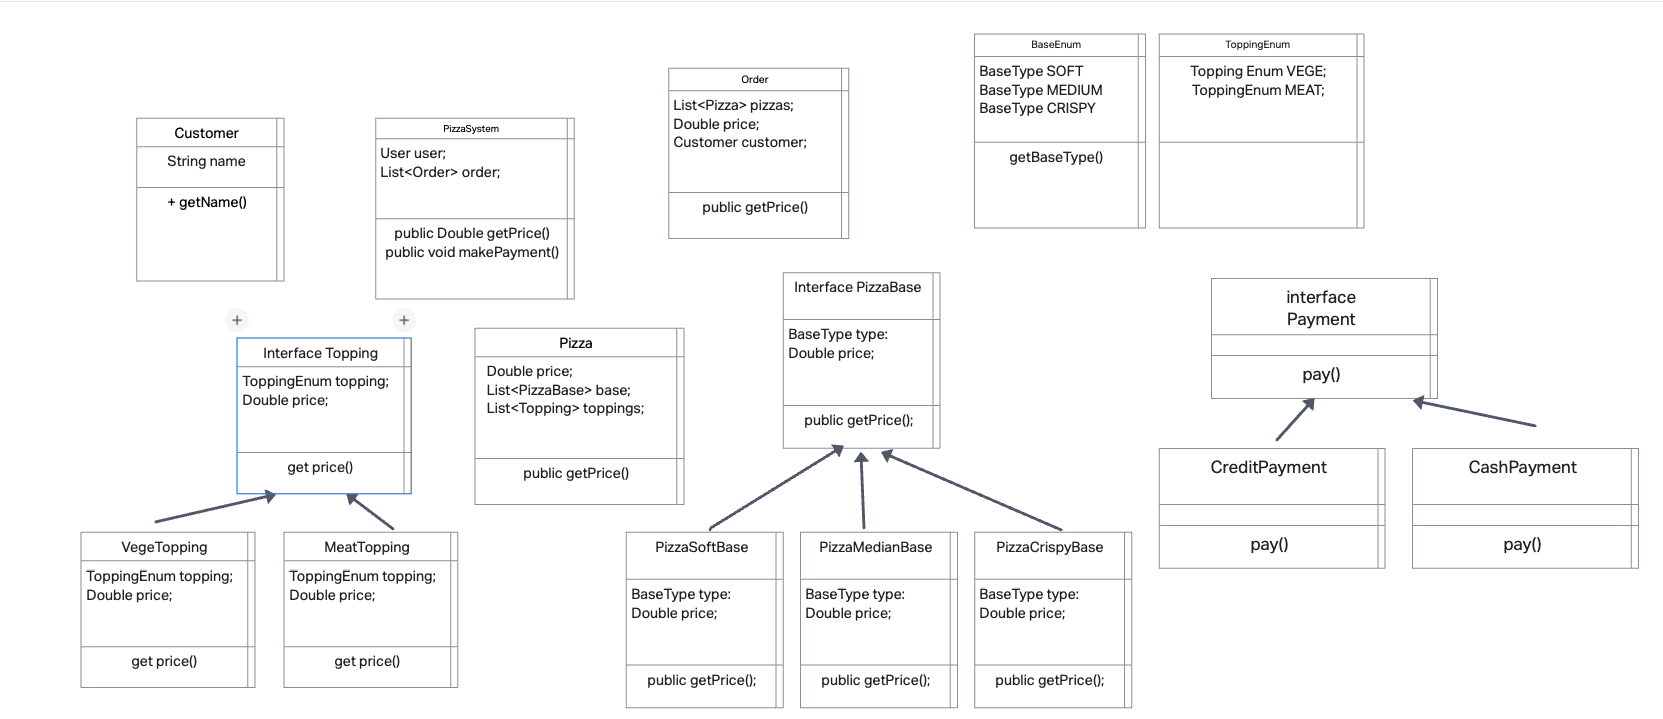 BaseEnum
BaseType SOFT
BaseType MEDIUM
BaseType CRISPY
getBaseType()
ToppingEnum
Topping Enum VEGE;
ToppingEnum MEAT;
Order
List<Pizza> pizzas;
Double price;
Customer customer;
public getPrice()
Customer
String name
+ getName()
PizzaSystem
User user;
List<Order> order;
public Double getPrice()
public void makePayment()
Interface PizzaBase
BaseType type:
Double price;
public getPrice();
interface
Payment
pay()
+
+
Interface Topping
ToppingEnum topping;
Double price;
get price()
Pizza
Double price;
List<PizzaBase> base;
List<Topping> toppings;
public getPrice()
CreditPayment
pay()
CashPayment
pay()
VegeTopping
ToppingEnum topping;
Double price;
get price()
MeatTopping
ToppingEnum topping;
Double price;
get price()
PizzaSoftBase
BaseType type:
Double price;
public getPrice();
PizzaMedianBase
BaseType type:
Double price;
public getPrice();
PizzaCrispyBase
BaseType type:
Double price;
public getPrice();